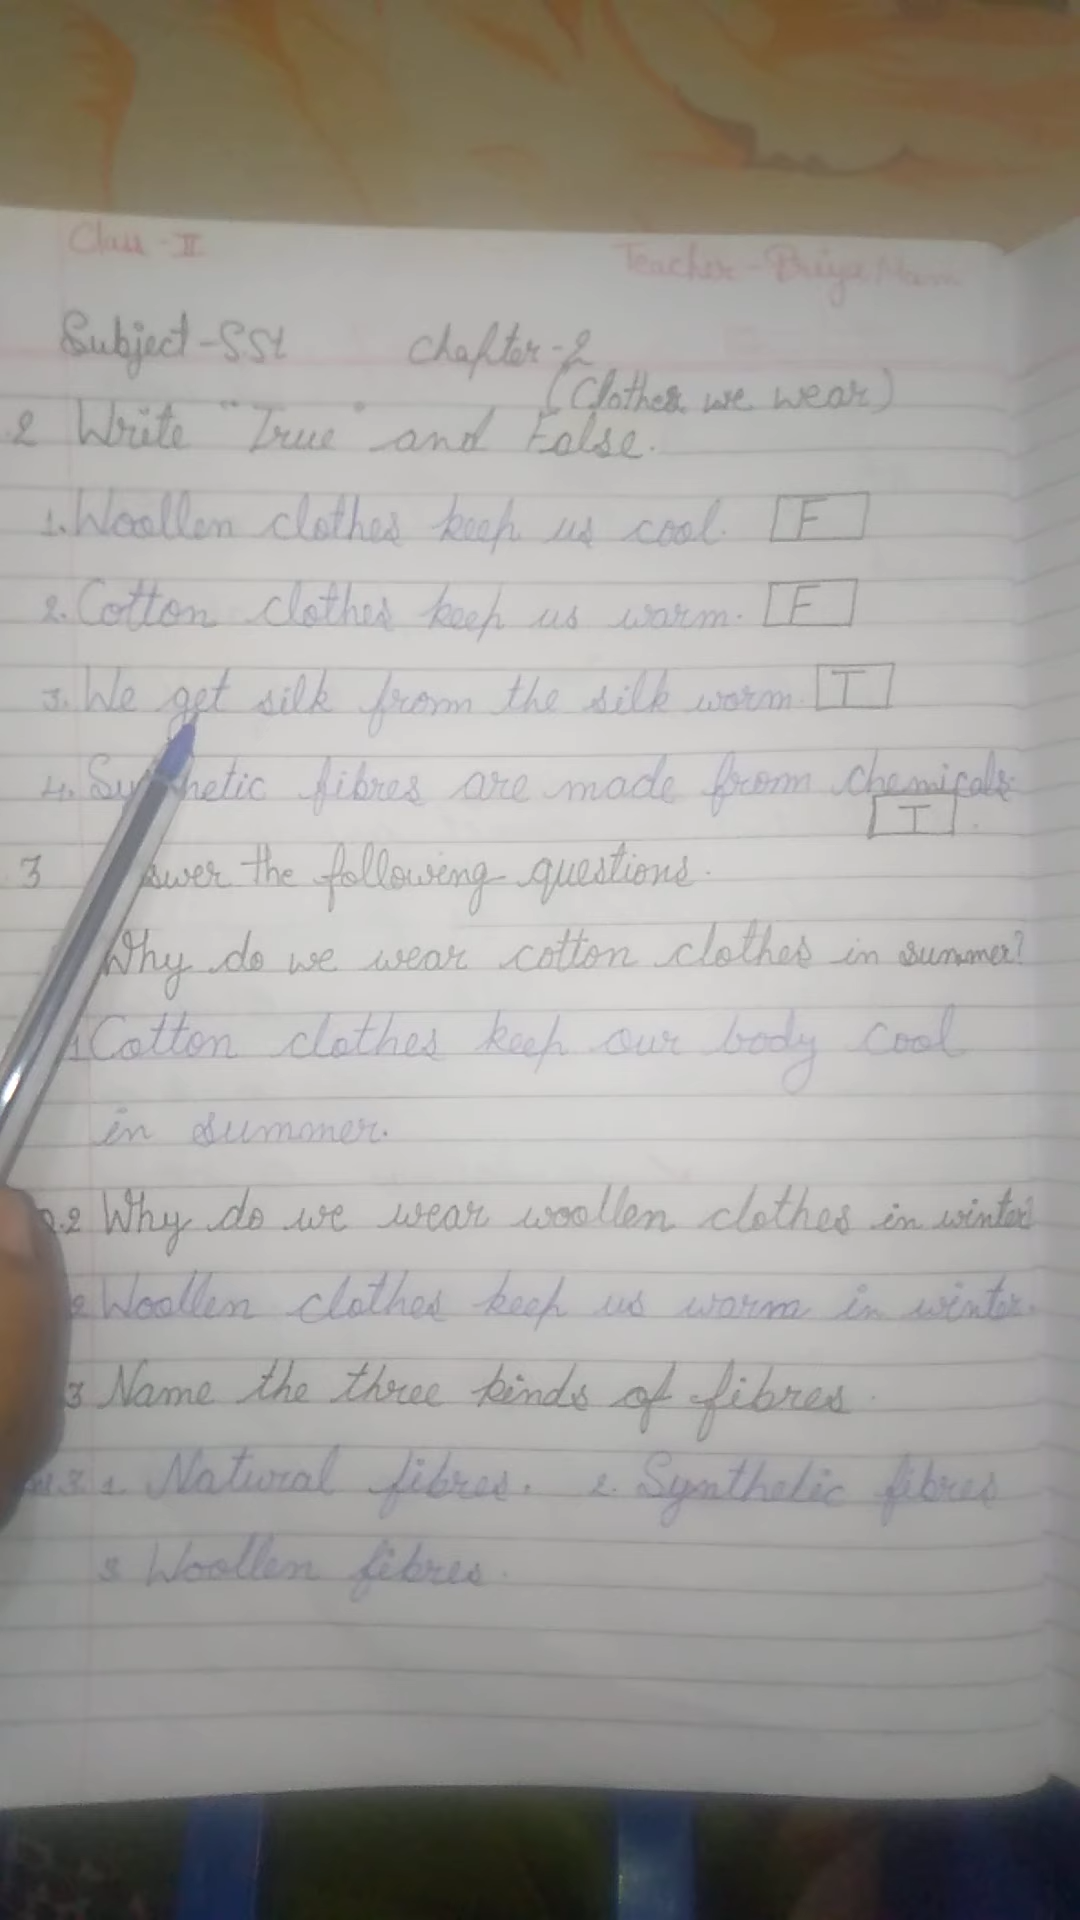 Class - II Teacher - Priya Mam
Subject - SSt Chapter - 2
(Clothes we wear)
2 Write "True" and False.
1. Woollen clothes keep us cool. F
2. Cotton clothes keep us warm. F
3. We get silk from the silk worm. T
4. Synthetic fibres are made from chemicals.
T
3 swer the following questions.
Why do we wear cotton clothes in summer?
1 Cotton clothes keep our body cool
in summer.
Q.2 Why do we wear woollen clothes in winter?
2 Woollen clothes keep us warm in winter.
3 Name the three kinds of fibres.
3 1. Natural fibres. 2. Synthetic fibres
3 Woollen fibres.